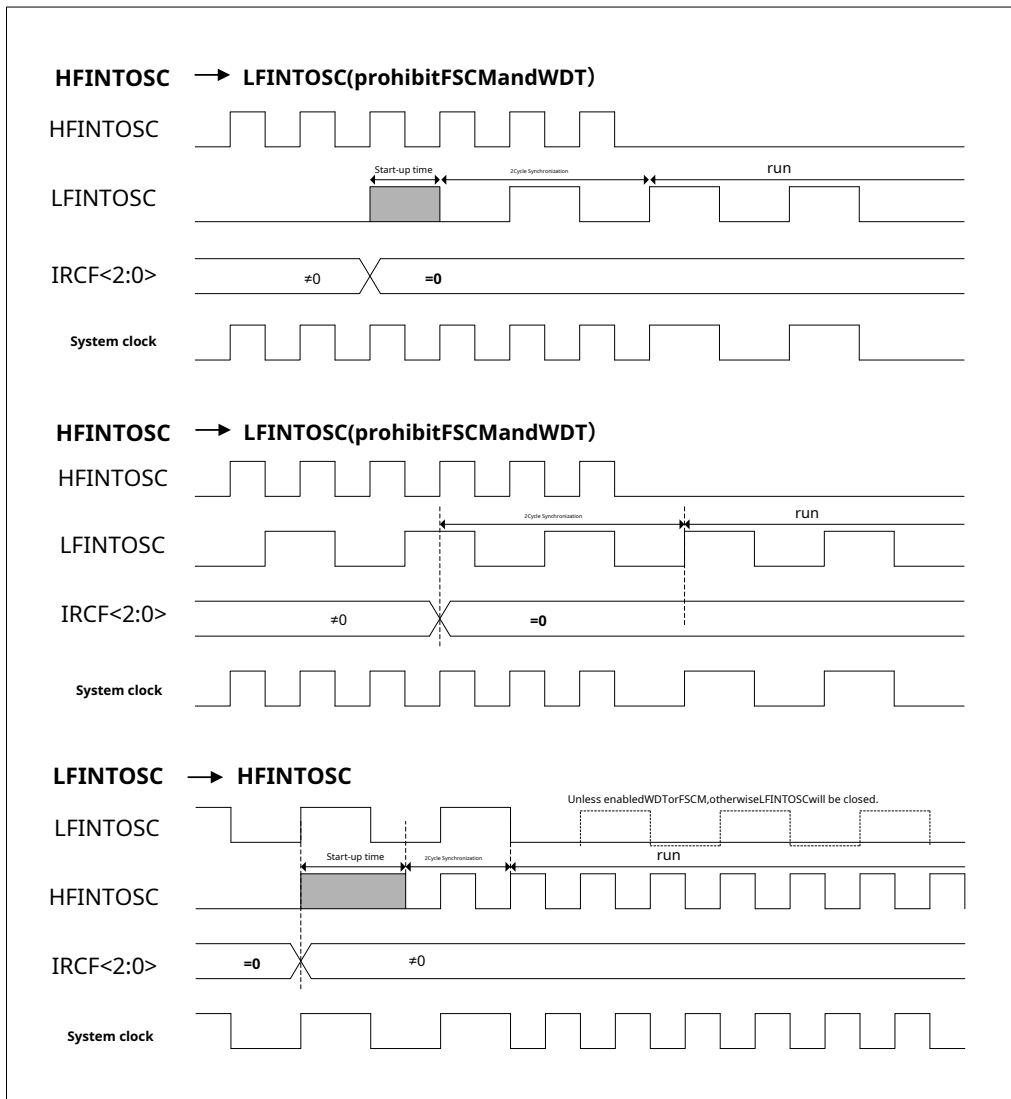 HFINTOSC → LFINTOSC(prohibitFSCMandWDT）
HFINTOSC
Start-up time
2Cycle Synchronization
run
LFINTOSC
IRCF<2:0>
≠0
=0
System clock
HFINTOSC → LFINTOSC(prohibitFSCMandWDT）
HFINTOSC
2Cycle Synchronization
run
LFINTOSC
IRCF<2:0>
≠0
=0
System clock
LFINTOSC → HFINTOSC
Unless enabledWDTorFSCM,otherwiseLFINTOSCwill be closed.
LFINTOSC
Start-up time
2Cycle Synchronization
run
HFINTOSC
IRCF<2:0>
=0
≠0
System clock